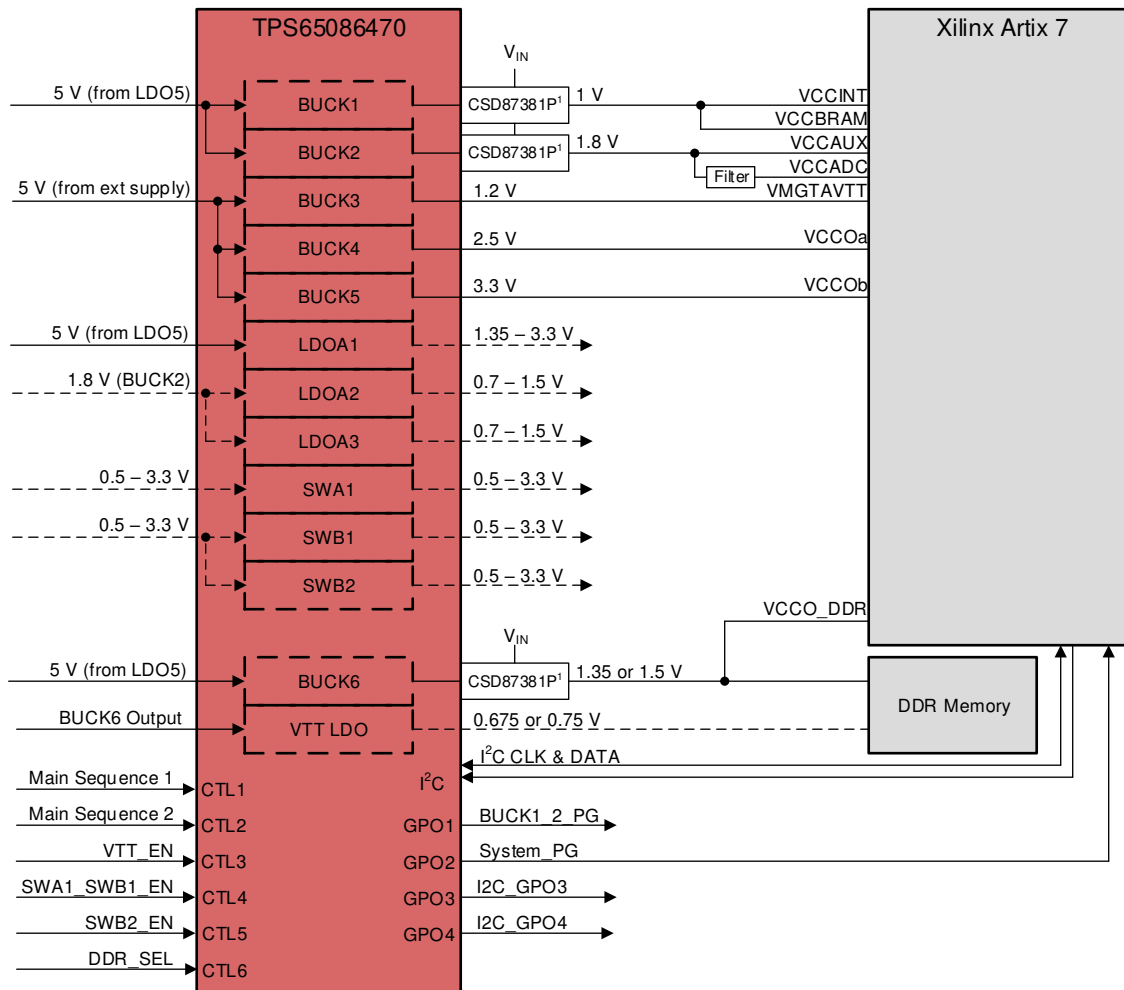 TPS65086470
Xilinx Artix 7
VIN
5 V (from LDO5)
BUCK1
CSD87381P¹
1 V
VCCINT
VCCBRAM
BUCK2
CSD87381P¹
1.8 V
VCCAUX
Filter
VCCADC
5 V (from ext supply)
BUCK3
1.2 V
VMGTAVTT
BUCK4
2.5 V
VCCOa
BUCK5
3.3 V
VCCOb
5 V (from LDO5)
LDOA1
1.35 – 3.3 V
1.8 V (BUCK2)
LDOA2
0.7 – 1.5 V
LDOA3
0.7 – 1.5 V
0.5 – 3.3 V
SWA1
0.5 – 3.3 V
0.5 – 3.3 V
SWB1
0.5 – 3.3 V
SWB2
0.5 – 3.3 V
VCCO_DDR
VIN
5 V (from LDO5)
BUCK6
CSD87381P¹
1.35 or 1.5 V
DDR Memory
BUCK6 Output
VTT LDO
0.675 or 0.75 V
I²C CLK & DATA
I²C
Main Sequence 1
CTL1
Main Sequence 2
CTL2
GPO1
BUCK1_2_PG
VTT_EN
CTL3
GPO2
System_PG
SWA1_SWB1_EN
CTL4
GPO3
I2C_GPO3
SWB2_EN
CTL5
GPO4
I2C_GPO4
DDR_SEL
CTL6